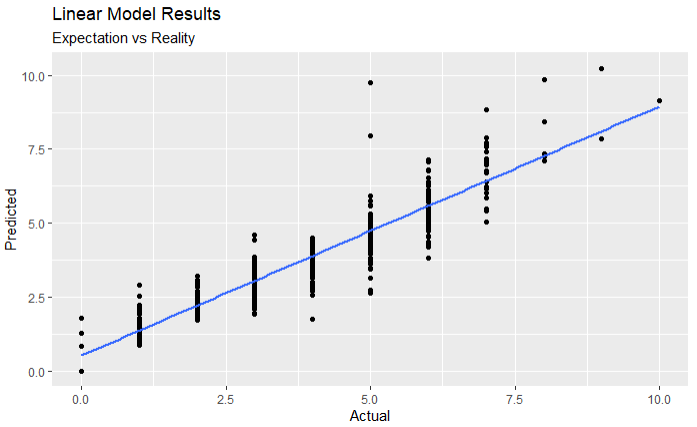 Linear Model Results
Expectation vs Reality
10.0
7.5
5.0
2.5
0.0
Predicted
0.0 2.5 5.0 7.5 10.0
Actual